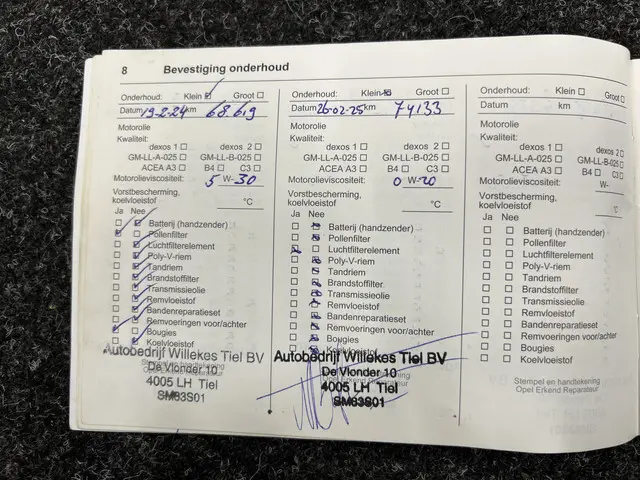 8 Bevestiging onderhoud
Onderhoud: Klein ☑ Groot ☐
Datum 19-2-24 km 68619
Motorolie
Kwaliteit:
dexos 1 ☐ dexos 2 ☐
GM-LL-A-025 ☐ GM-LL-B-025 ☐
ACEA A3 ☐ B4 ☐ C3 ☐
Motorolieviscositeit: 5 W-30
Vorstbescherming,
koelvloeistof °C
Ja Nee
Batterij (handzender)
Pollenfilter
Luchtfilterelement
Poly-V-riem
Tandriem
Brandstoffilter
Transmissieolie
Remvloeistof
Bandenreparatieset
Remvoeringen voor/achter
Bougies
Koelvloeistof
Autobedrijf Willekes Tiel BV
De Vlonder 10
4005 LH Tiel
SM83S01
Onderhoud: Klein ☒ Groot ☐
Datum 26-02-25 km 74133
Motorolie
Kwaliteit:
dexos 1 ☐ dexos 2 ☐
GM-LL-A-025 ☐ GM-LL-B-025 ☐
ACEA A3 ☐ B4 ☐ C3 ☐
Motorolieviscositeit: 0 W-20
Vorstbescherming,
koelvloeistof °C
Ja Nee
Batterij (handzender)
Pollenfilter
Luchtfilterelement
Poly-V-riem
Tandriem
Brandstoffilter
Transmissieolie
Remvloeistof
Bandenreparatieset
Remvoeringen voor/achter
Bougies
Koelvloeistof
Autobedrijf Willekes Tiel BV
De Vlonder 10
Opel Erkend Reparateur
4005 LH Tiel
SM83S01
Onderhoud: Klein ☐ Groot ☐
Datum km
Motorolie
Kwaliteit:
dexos 1 ☐ dexos 2 ☐
GM-LL-A-025 ☐ GM-LL-B-025 ☐
ACEA A3 ☐ B4 ☐ C3 ☐
Motorolieviscositeit: W-
Vorstbescherming,
koelvloeistof °C
Ja Nee
☐ ☐ Batterij (handzender)
☐ ☐ Pollenfilter
☐ ☐ Luchtfilterelement
☐ ☐ Poly-V-riem
☐ ☐ Tandriem
☐ ☐ Brandstoffilter
☐ ☐ Transmissieolie
☐ ☐ Remvloeistof
☐ ☐ Bandenreparatieset
☐ ☐ Remvoeringen voor/achter
☐ ☐ Bougies
☐ ☐ Koelvloeistof
Stempel en handtekening
Opel Erkend Reparateur